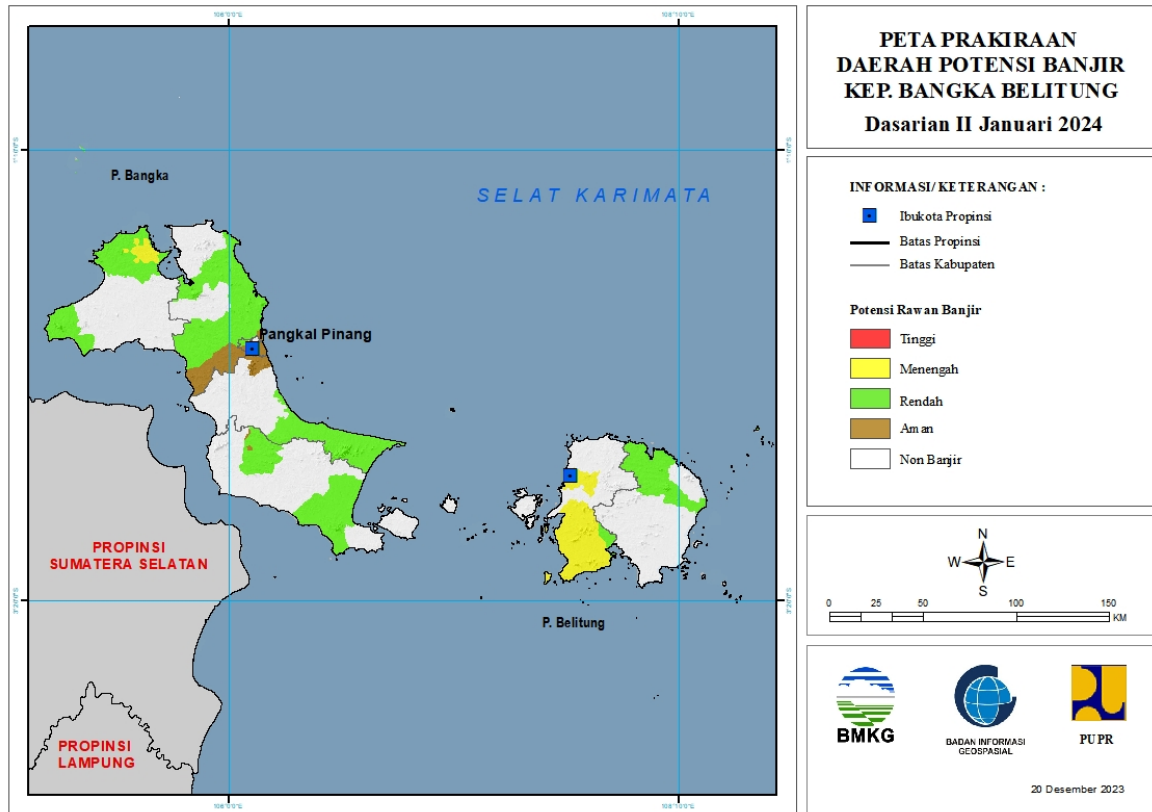 PETA PRAKIRAAN
DAERAH POTENSI BANJIR
KEP. BANGKA BELITUNG
Dasarian II Januari 2024
P. Bangka
SELAT KARIMATA
Pangkal Pinang
PROPINSI
SUMATERA SELATAN
P. Belitung
PROPINSI
LAMPUNG
INFORMASI/ KETERANGAN :
Ibukota Propinsi
Batas Propinsi
Batas Kabupaten
Potensi Rawan Banjir
Tinggi
Menengah
Rendah
Aman
Non Banjir
N
W E
S
0 25 50 100 150
KM
BMKG
BADAN INFORMASI
GEOSPASIAL
PUPR
20 Desember 2023